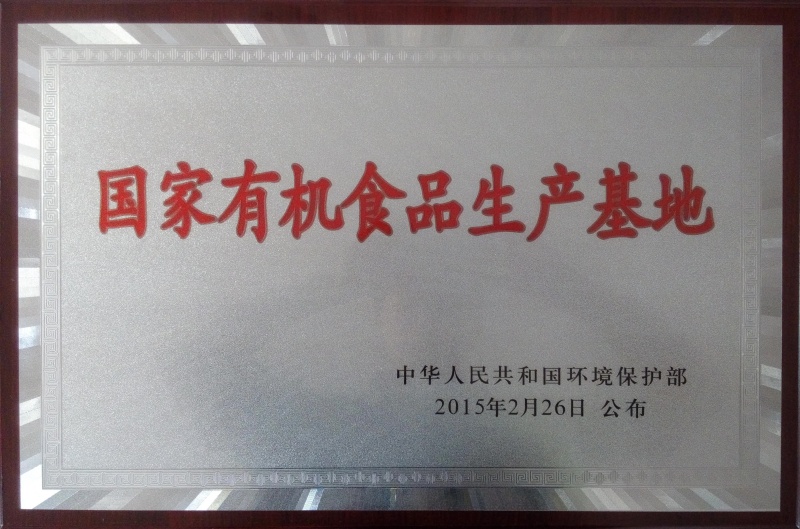 国家有机食品生产基地
中华人民共和国环境保护部
2015年2月26日 公布